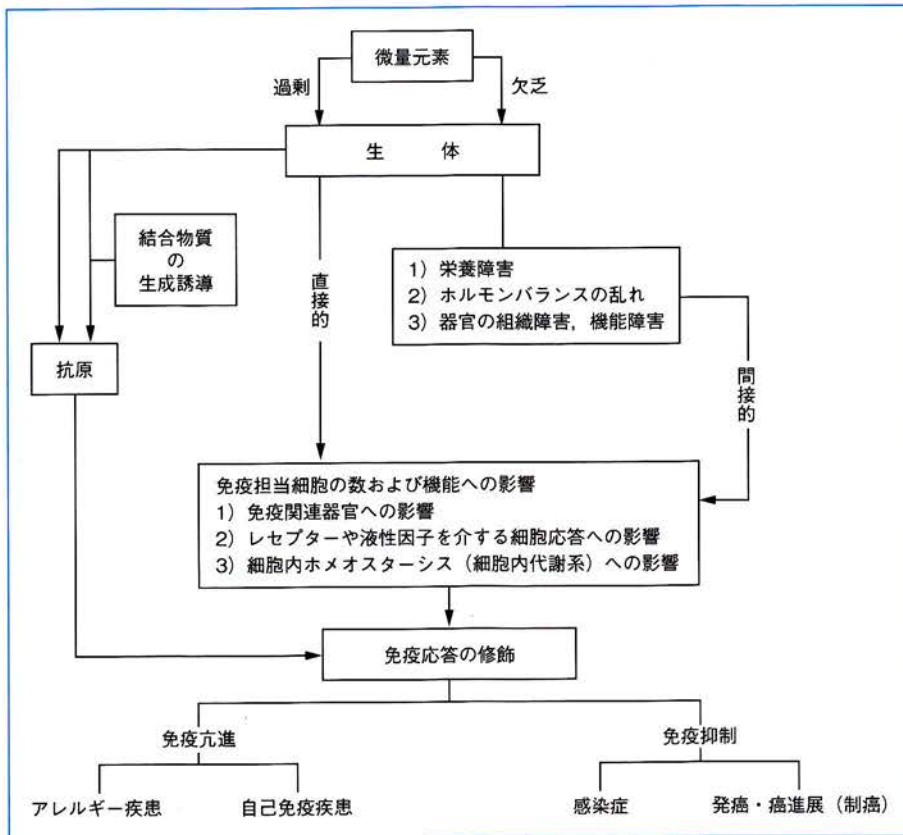 微量元素
過剰
欠乏
生 体
結合物質
の
生成誘導
直接的
1) 栄養障害
2) ホルモンバランスの乱れ
3) 器官の組織障害,機能障害
抗原
間接的
免疫担当細胞の数および機能への影響
1) 免疫関連器官への影響
2) レセプターや液性因子を介する細胞応答への影響
3) 細胞内ホメオスターシス(細胞内代謝系)への影響
免疫応答の修飾
免疫亢進
免疫抑制
アレルギー疾患
自己免疫疾患
感染症
発癌・癌進展(制癌)